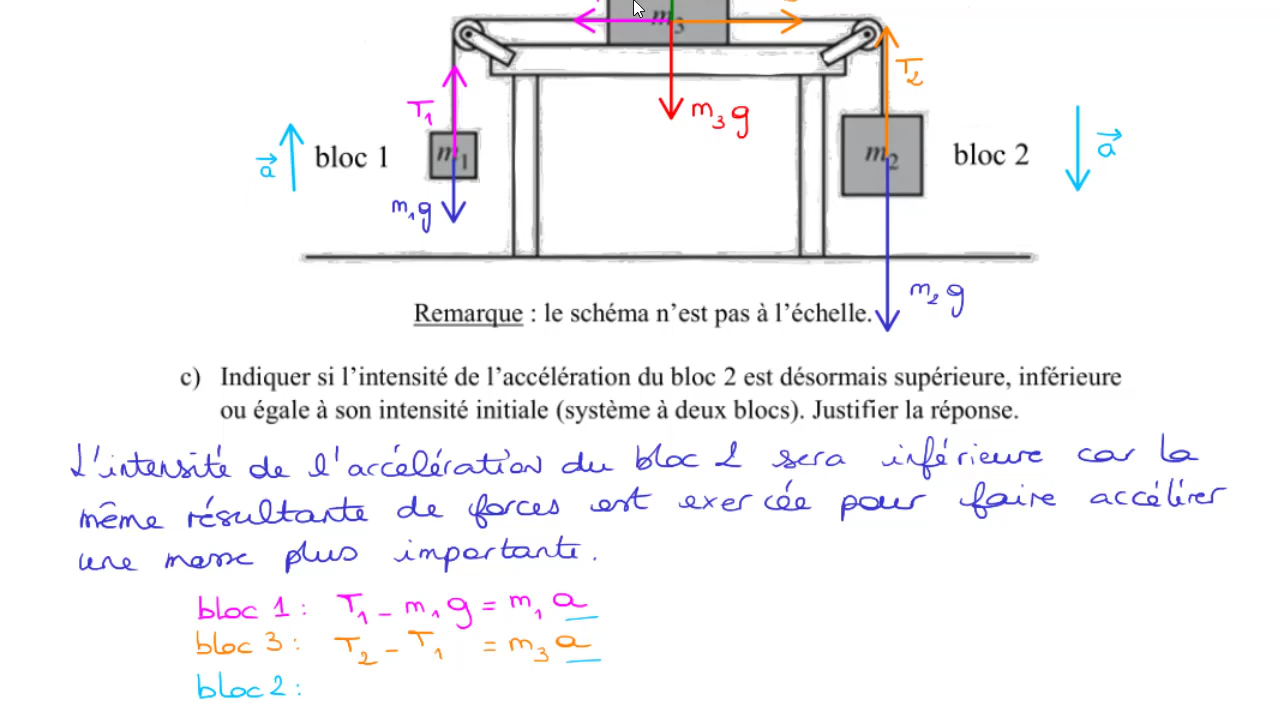 m₃
T₁
T₂
m₃g
a
bloc 1
m₁
m₂
bloc 2
a
m₁g
m₂g
Remarque : le schéma n'est pas à l'échelle.
c) Indiquer si l'intensité de l'accélération du bloc 2 est désormais supérieure, inférieure
ou égale à son intensité initiale (système à deux blocs). Justifier la réponse.
L'intensité de l'accélération du bloc 2 sera inférieure car la
même résultante de forces est exercée pour faire accélérer
une masse plus importante.
bloc 1 : T₁ - m₁g = m₁a
bloc 3 : T₂ - T₁ = m₃a
bloc 2 :